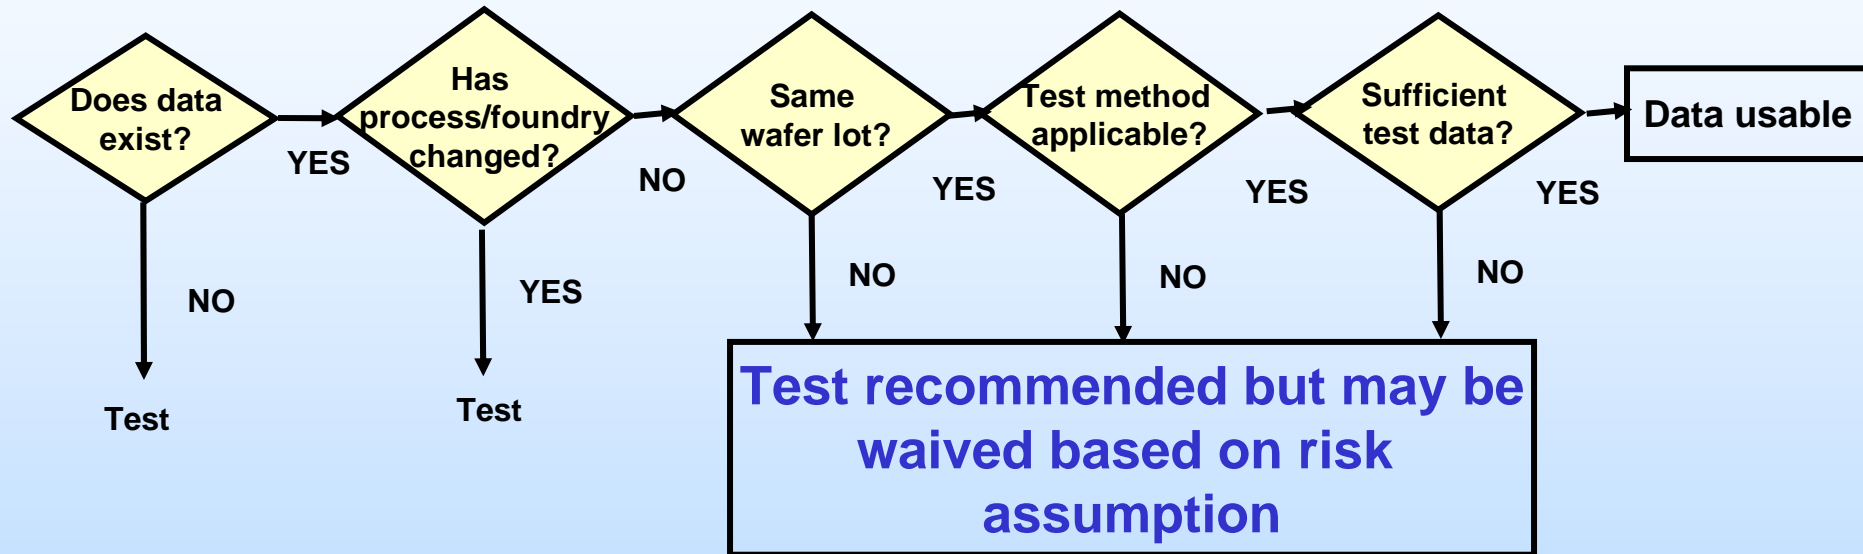 Does data
exist?
YES
NO
Test
Has
process/foundry
changed?
NO
YES
Test
Same
wafer lot?
YES
NO
Test method
applicable?
YES
NO
Sufficient
test data?
YES
NO
Data usable
Test recommended but may be
waived based on risk
assumption